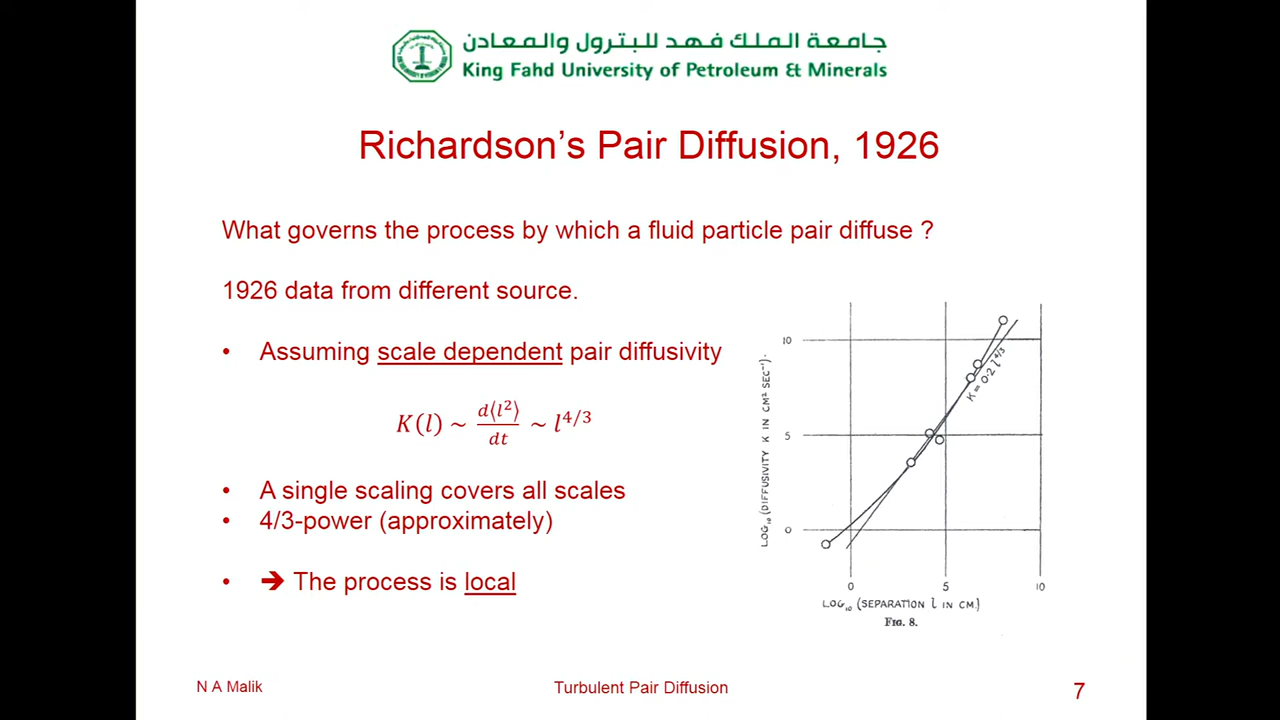 جامعة الملك فهد للبترول والمعادن
King Fahd University of Petroleum & Minerals
Richardson’s Pair Diffusion, 1926
What governs the process by which a fluid particle pair diffuse ?
1926 data from different source.
• Assuming scale dependent pair diffusivity
K(l) ~ d⟨l²⟩/dt ~ l^4/3
• A single scaling covers all scales
• 4/3-power (approximately)
• ➔ The process is local
LOG₁₀ (DIFFUSIVITY K IN CM² SEC⁻¹).
10
5
0
K = 0·2 l^4/3
0 5 10
LOG₁₀ (SEPARATION l IN CM.)
FIG. 8.
N A Malik
Turbulent Pair Diffusion
7